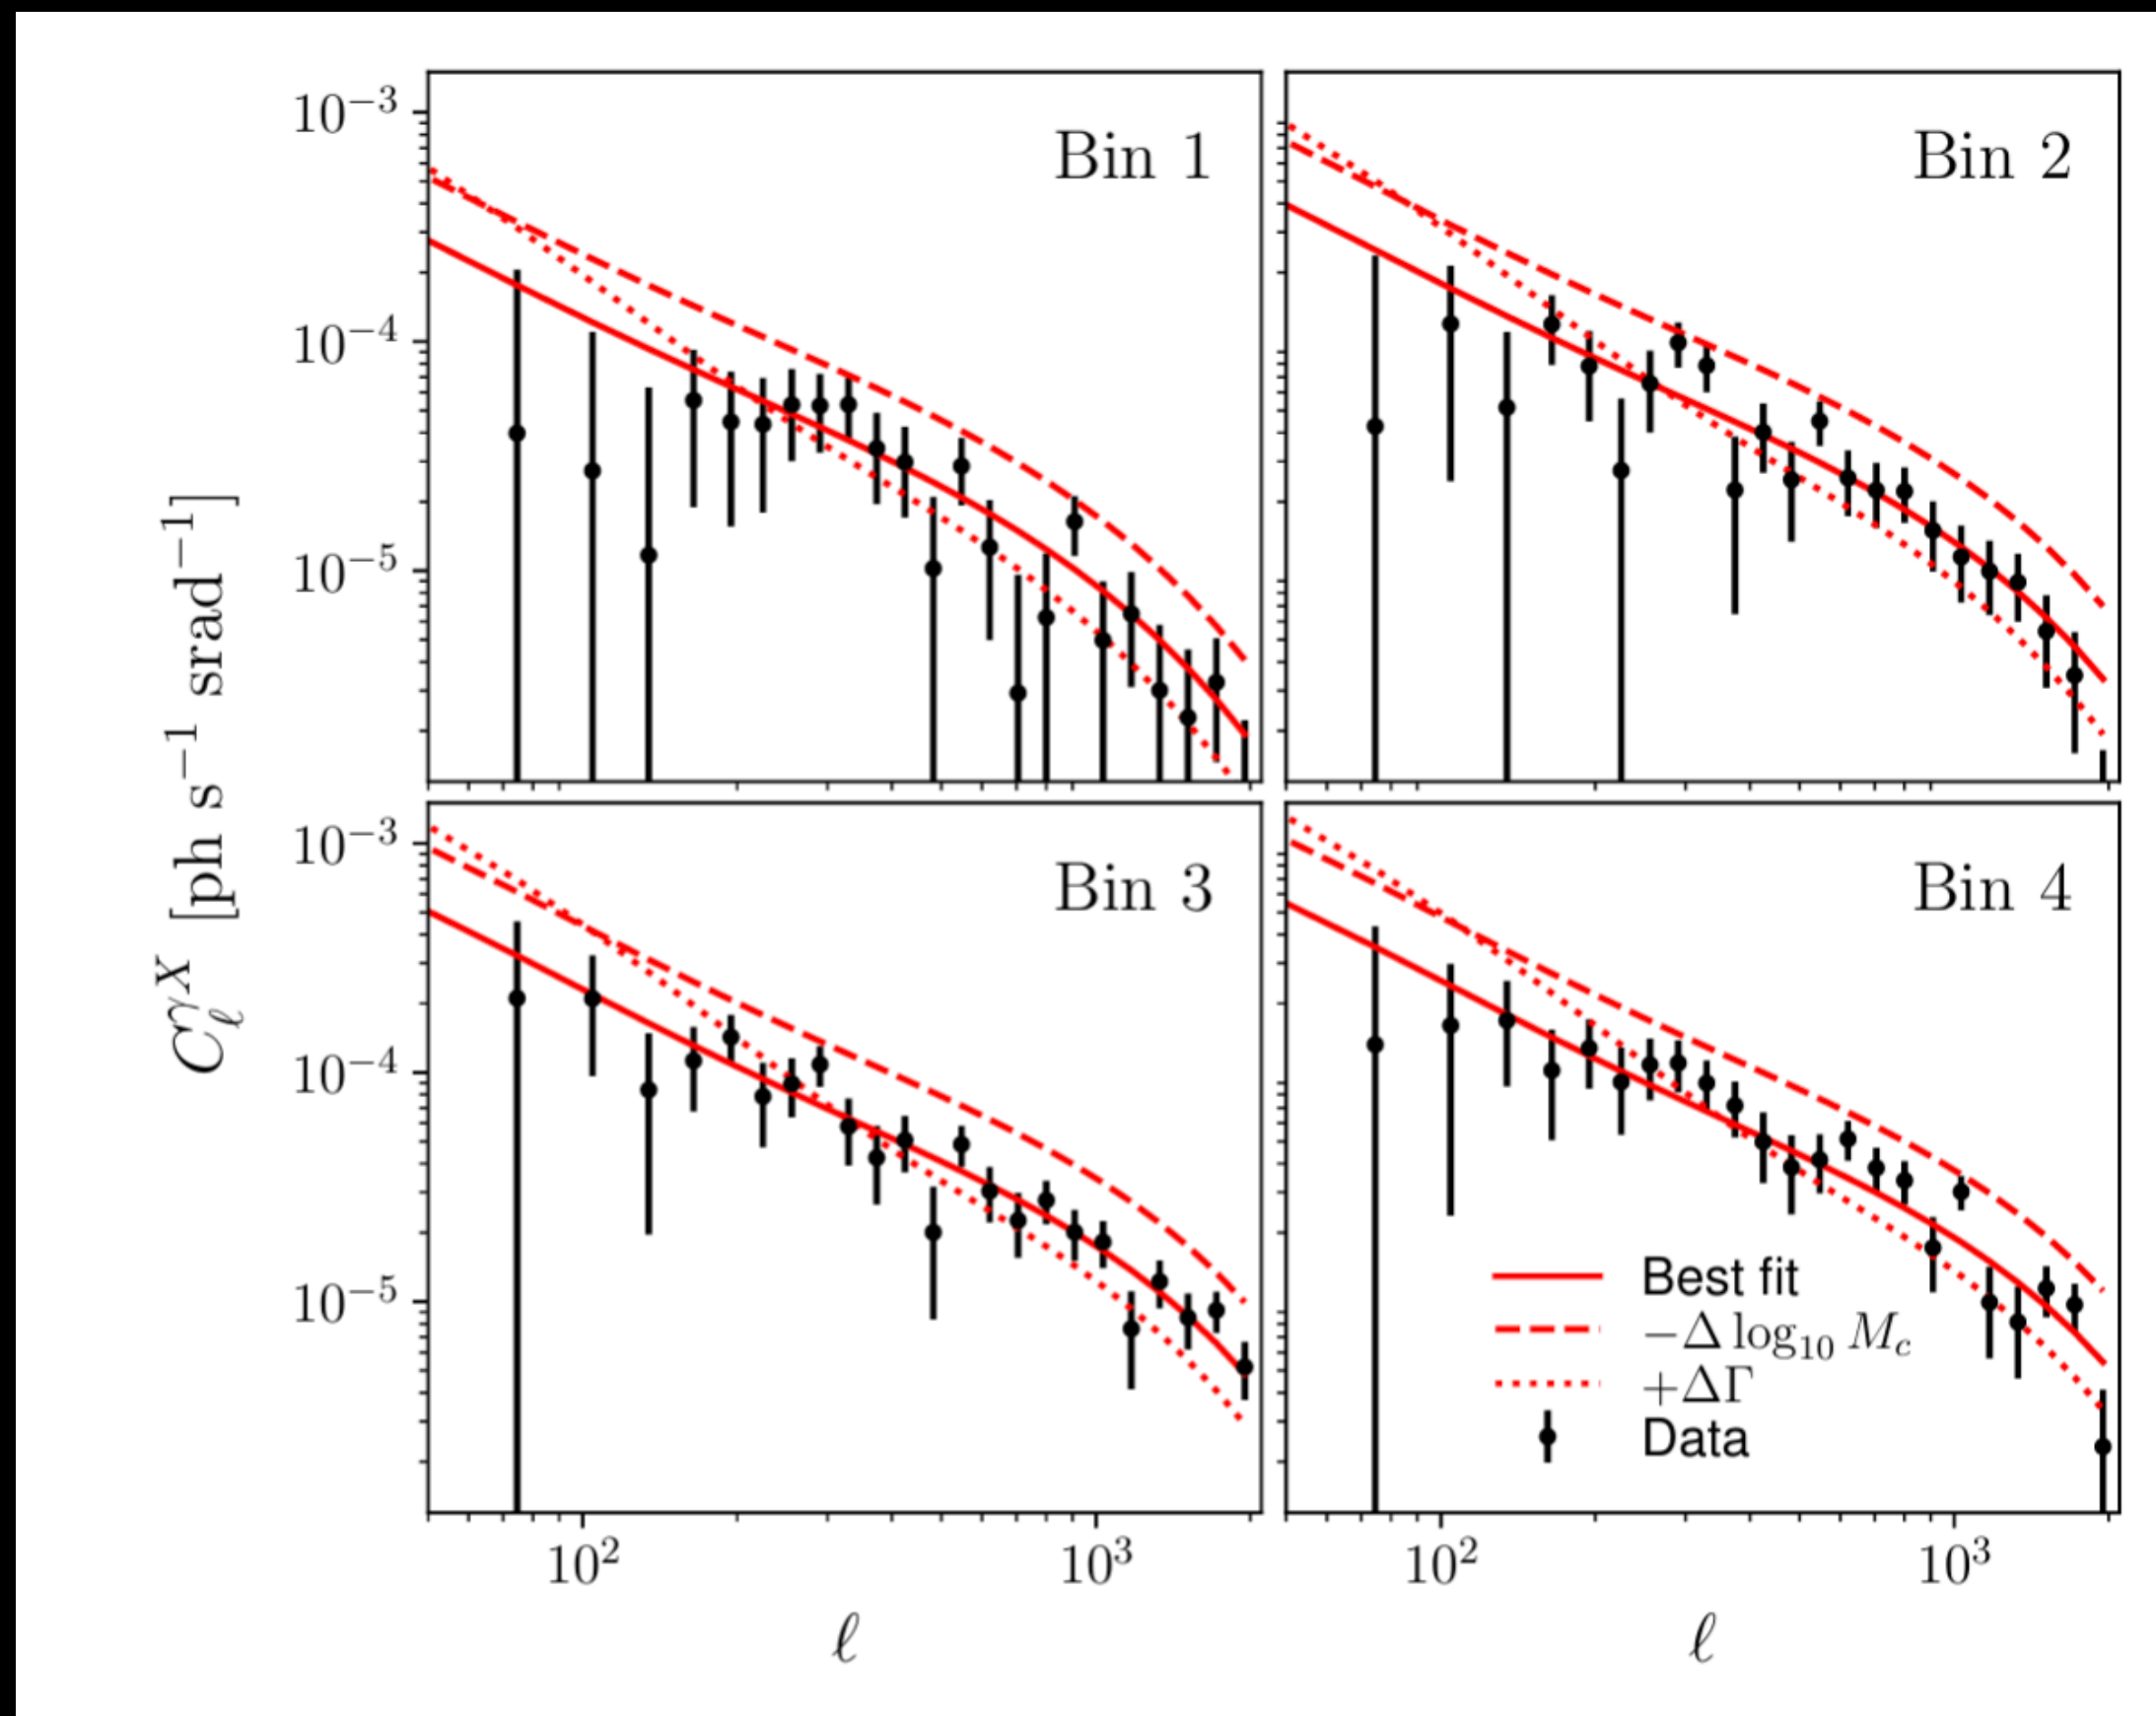 C_ℓ^{γX} [ph s⁻¹ srad⁻¹]
10⁻³
10⁻⁴
10⁻⁵
Bin 1
Bin 2
10⁻³
10⁻⁴
10⁻⁵
Bin 3
Bin 4
Best fit
−Δ log₁₀ M_c
+ΔΓ
Data
10² 10³
10² 10³
ℓ
ℓ